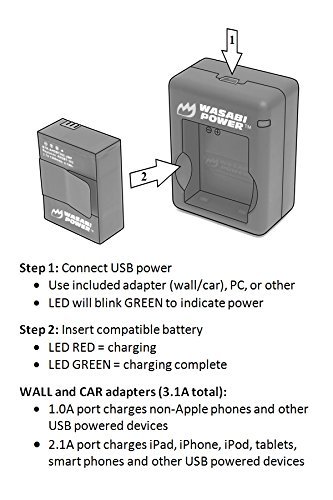 1
WASABI
POWER™
2
WASABI
POWER™
Step 1: Connect USB power
• Use included adapter (wall/car), PC, or other
• LED will blink GREEN to indicate power
Step 2: Insert compatible battery
• LED RED = charging
• LED GREEN = charging complete
WALL and CAR adapters (3.1A total):
• 1.0A port charges non-Apple phones and other
USB powered devices
• 2.1A port charges iPad, iPhone, iPod, tablets,
smart phones and other USB powered devices